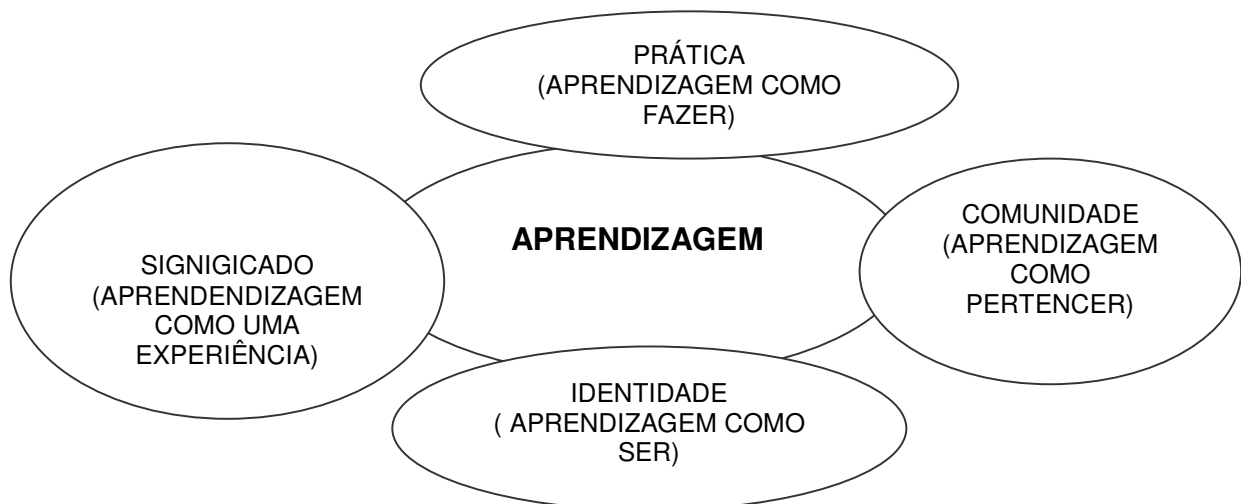 PRÁTICA
(APRENDIZAGEM COMO
FAZER)
APRENDIZAGEM
COMUNIDADE
(APRENDIZAGEM
COMO
PERTENCER)
SIGNIGICADO
(APRENDENDIZAGEM
COMO UMA
EXPERIÊNCIA)
IDENTIDADE
( APRENDIZAGEM COMO
SER)